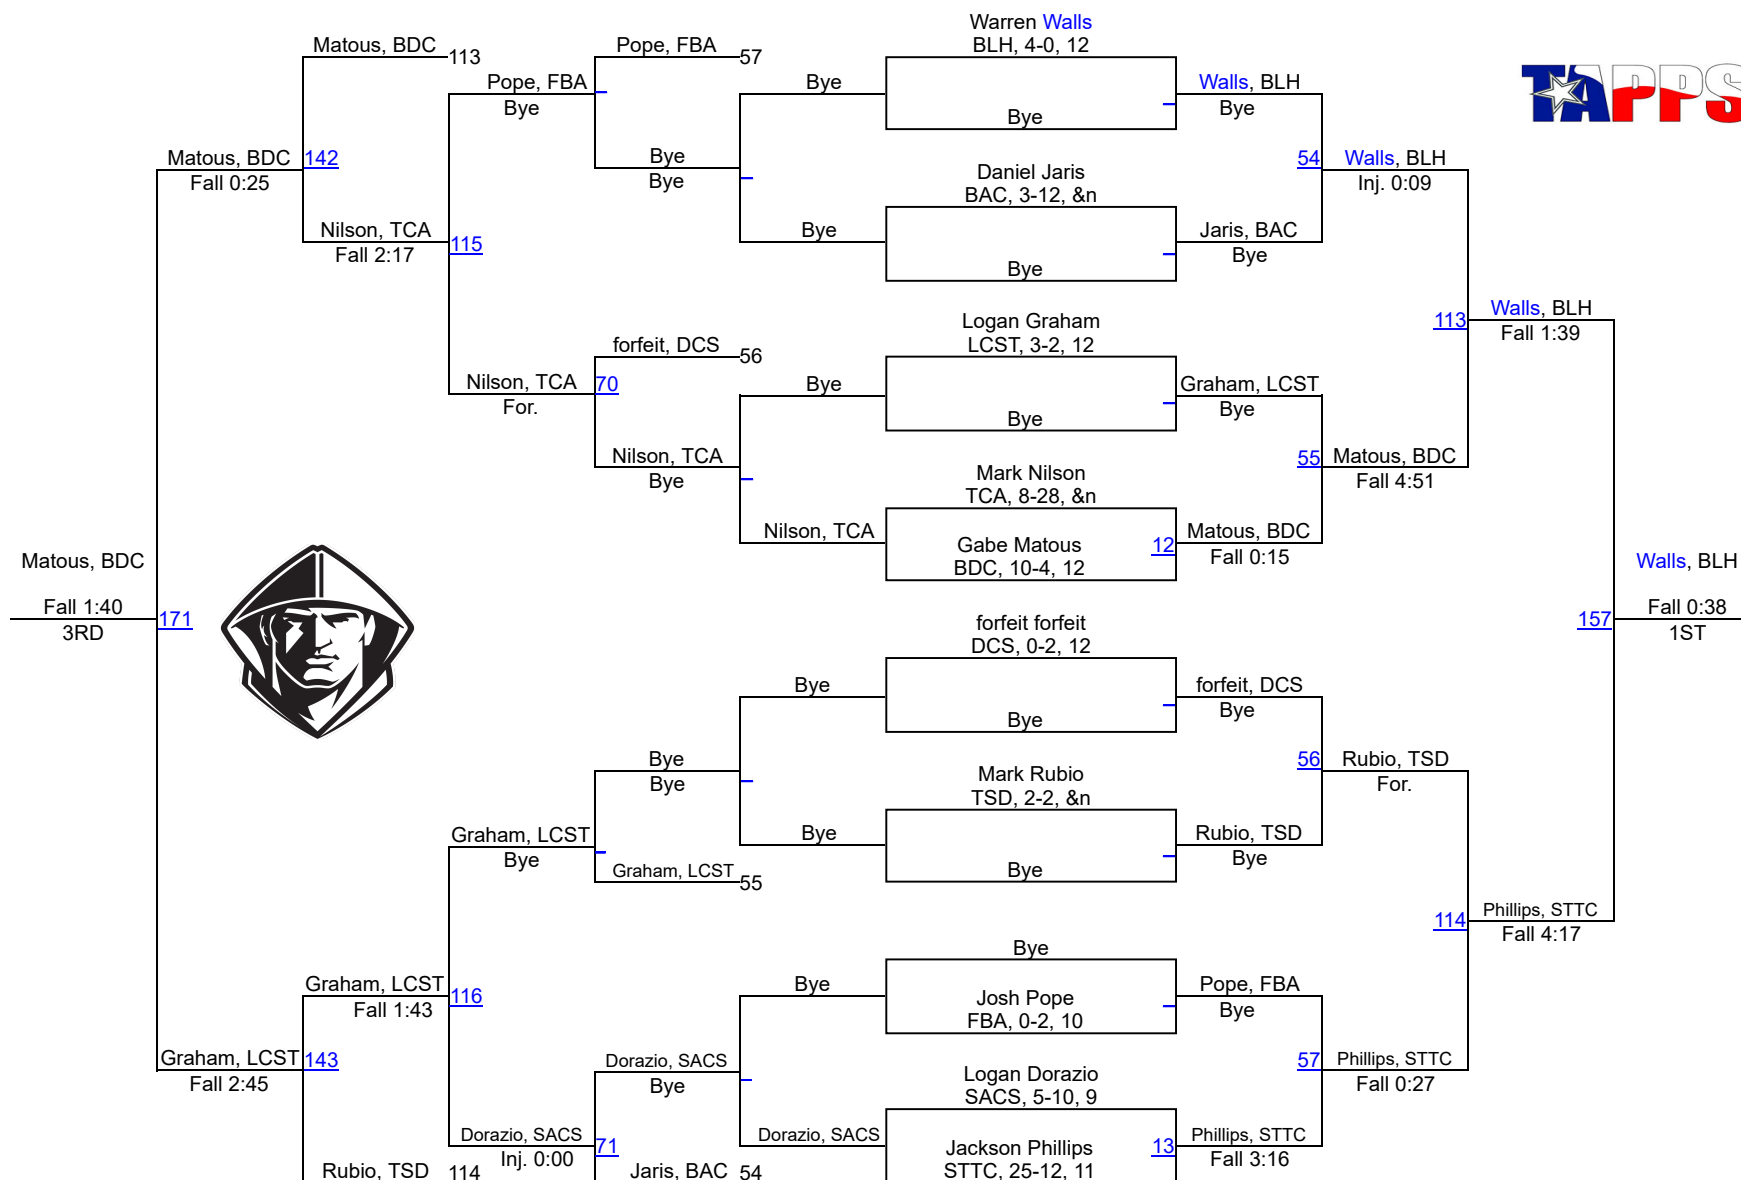 Warren Walls
BLH, 4-0, 12
Matous, BDC
113
Pope, FBA
57
Pope, FBA
Bye
Bye
Bye
Walls, BLH
Bye
TAPPS
Matous, BDC
142
Fall 0:25
Bye
Bye
Daniel Jaris
BAC, 3-12, &n
54
Walls, BLH
Inj. 0:09
Nilson, TCA
115
Fall 2:17
Bye
Bye
Jaris, BAC
Bye
Logan Graham
LCST, 3-2, 12
forfeit, DCS
56
113
Walls, BLH
Fall 1:39
Nilson, TCA
70
For.
Bye
Bye
Graham, LCST
Bye
Nilson, TCA
Bye
Mark Nilson
TCA, 8-28, &n
55
Matous, BDC
Fall 4:51
Nilson, TCA
Gabe Matous
BDC, 10-4, 12
12
Matous, BDC
Fall 0:15
Matous, BDC
Fall 1:40
171
3RD
Walls, BLH
157
Fall 0:38
1ST
forfeit forfeit
DCS, 0-2, 12
Bye
Bye
forfeit, DCS
Bye
Bye
Bye
Mark Rubio
TSD, 2-2, &n
56
Rubio, TSD
For.
Graham, LCST
Bye
Bye
Bye
Rubio, TSD
Bye
Graham, LCST
55
114
Phillips, STTC
Fall 4:17
Bye
Graham, LCST
116
Fall 1:43
Bye
Josh Pope
FBA, 0-2, 10
Pope, FBA
Bye
Graham, LCST
143
Fall 2:45
Dorazio, SACS
Bye
Logan Dorazio
SACS, 5-10, 9
57
Phillips, STTC
Fall 0:27
Dorazio, SACS
71
Inj. 0:00
Dorazio, SACS
Jackson Phillips
STTC, 25-12, 11
13
Phillips, STTC
Fall 3:16
Rubio, TSD
114
Jaris, BAC
54